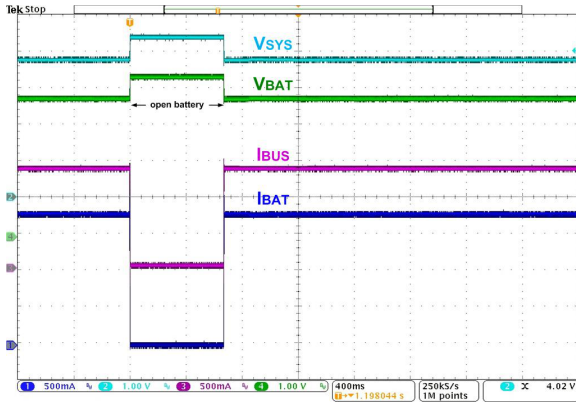 Tek Stop
T
VSYS
VBAT
open battery
IBUS
IBAT
2
4
3
1
1 500mA 2 1.00 V 3 500mA 4 1.00 V 400ms 250kS/s 2 4.02 V
T 1.198044 s 1M points